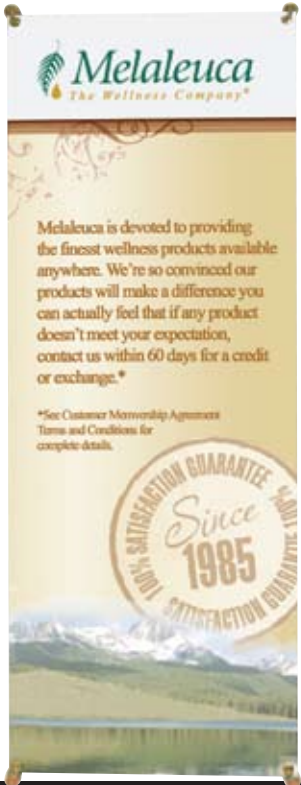 Melaleuca
The Wellness Company®
Melaleuca is devoted to providing
the finesst wellness products available
anywhere. We're so convinced our
products will make a difference you
can actually feel that if any product
doesn't meet your expectation,
contact us within 60 days for a credit
or exchange.*
*See Customer Memvership Agreement
Terms and Conditions for
complete details.
100% SATISFACTION GUARANTEE
Since
1985
100% SATTISFACTION GUARANTE